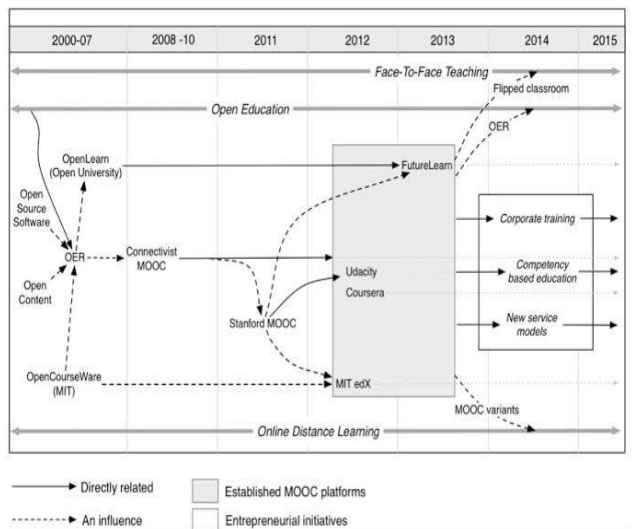 2000-07 2008 -10 2011 2012 2013 2014 2015
Face-To-Face Teaching
Flipped classroom
Open Education
OER
OpenLearn
(Open University)
FutureLearn
Open
Source
Software
Corporate training
OER
Connectivist
MOOC
Udacity
Competency
based education
Open
Content
Coursera
Stanford MOOC
New service
models
OpenCourseWare
(MIT)
MIT edX
MOOC variants
Online Distance Learning
Directly related
Established MOOC platforms
An influence
Entrepreneurial initiatives